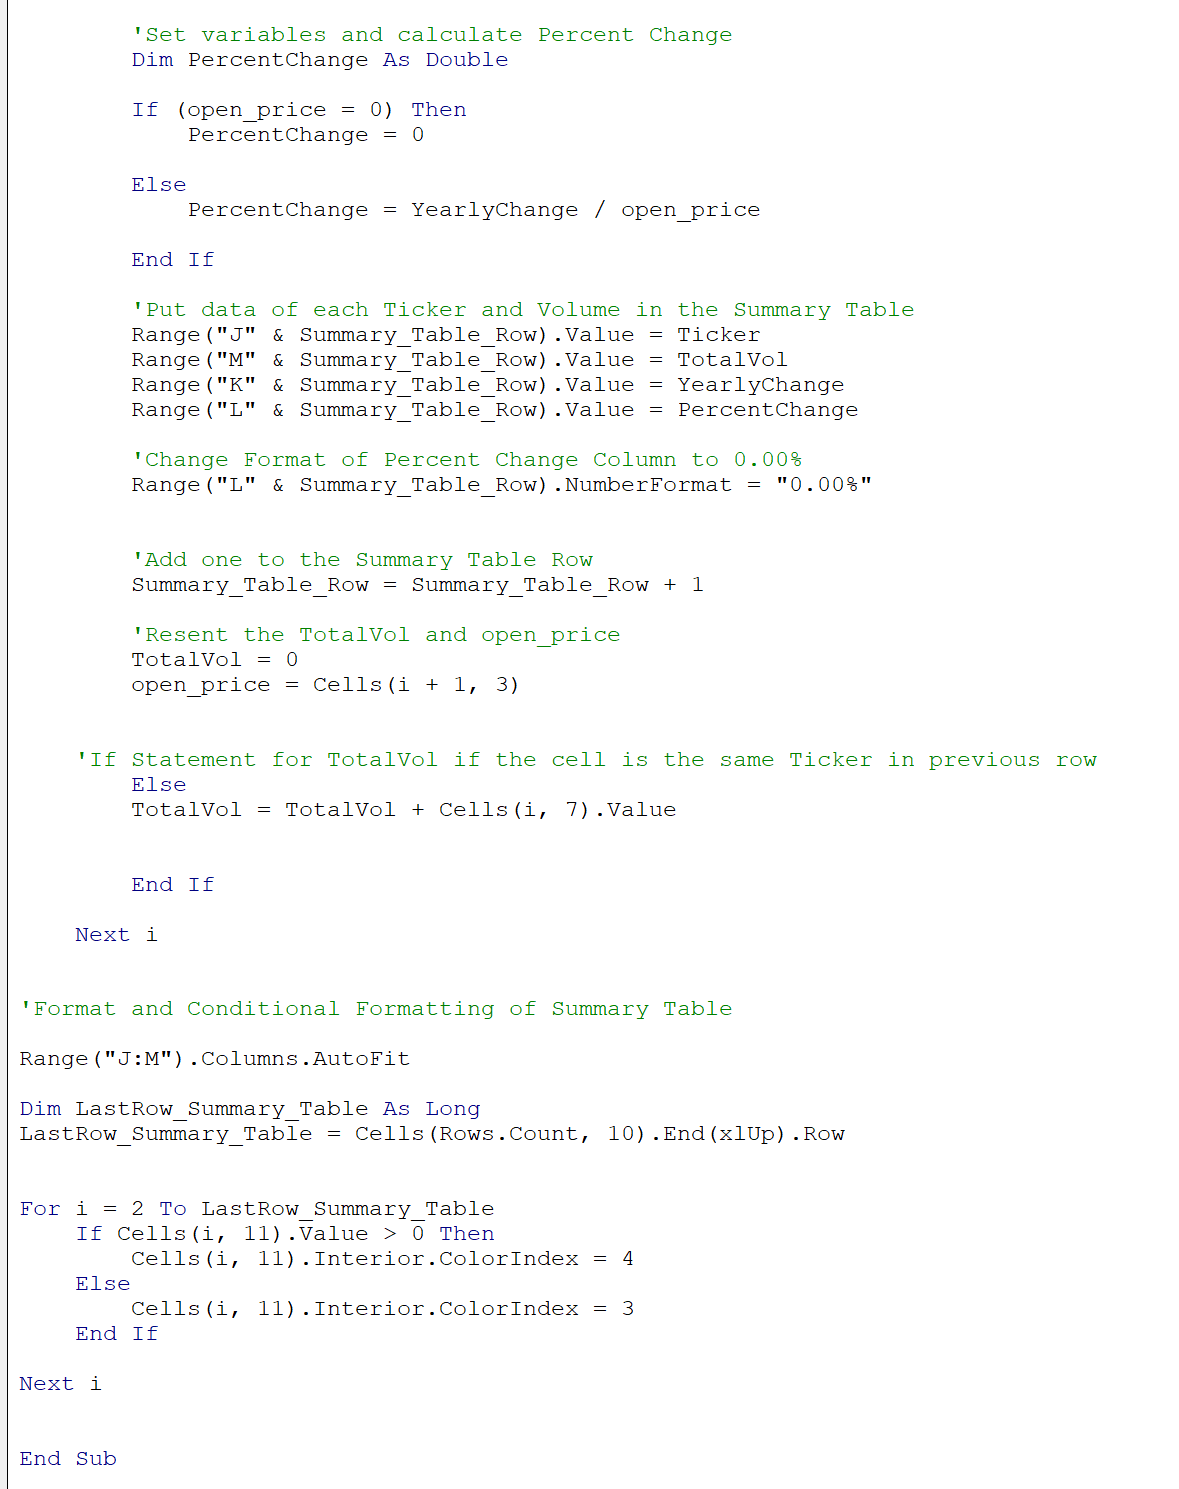 'Set variables and calculate Percent Change
Dim PercentChange As Double
If (open_price = 0) Then
PercentChange = 0
Else
PercentChange = YearlyChange / open_price
End If
'Put data of each Ticker and Volume in the Summary Table
Range("J" & Summary_Table_Row).Value = Ticker
Range("M" & Summary_Table_Row).Value = TotalVol
Range("K" & Summary_Table_Row).Value = YearlyChange
Range("L" & Summary_Table_Row).Value = PercentChange
'Change Format of Percent Change Column to 0.00%
Range("L" & Summary_Table_Row).NumberFormat = "0.00%"
'Add one to the Summary Table Row
Summary_Table_Row = Summary_Table_Row + 1
'Resent the TotalVol and open_price
TotalVol = 0
open_price = Cells(i + 1, 3)
'If Statement for TotalVol if the cell is the same Ticker in previous row
Else
TotalVol = TotalVol + Cells(i, 7).Value
End If
Next i
'Format and Conditional Formatting of Summary Table
Range("J:M").Columns.AutoFit
Dim LastRow_Summary_Table As Long
LastRow_Summary_Table = Cells(Rows.Count, 10).End(xlUp).Row
For i = 2 To LastRow_Summary_Table
If Cells(i, 11).Value > 0 Then
Cells(i, 11).Interior.ColorIndex = 4
Else
Cells(i, 11).Interior.ColorIndex = 3
End If
Next i
End Sub